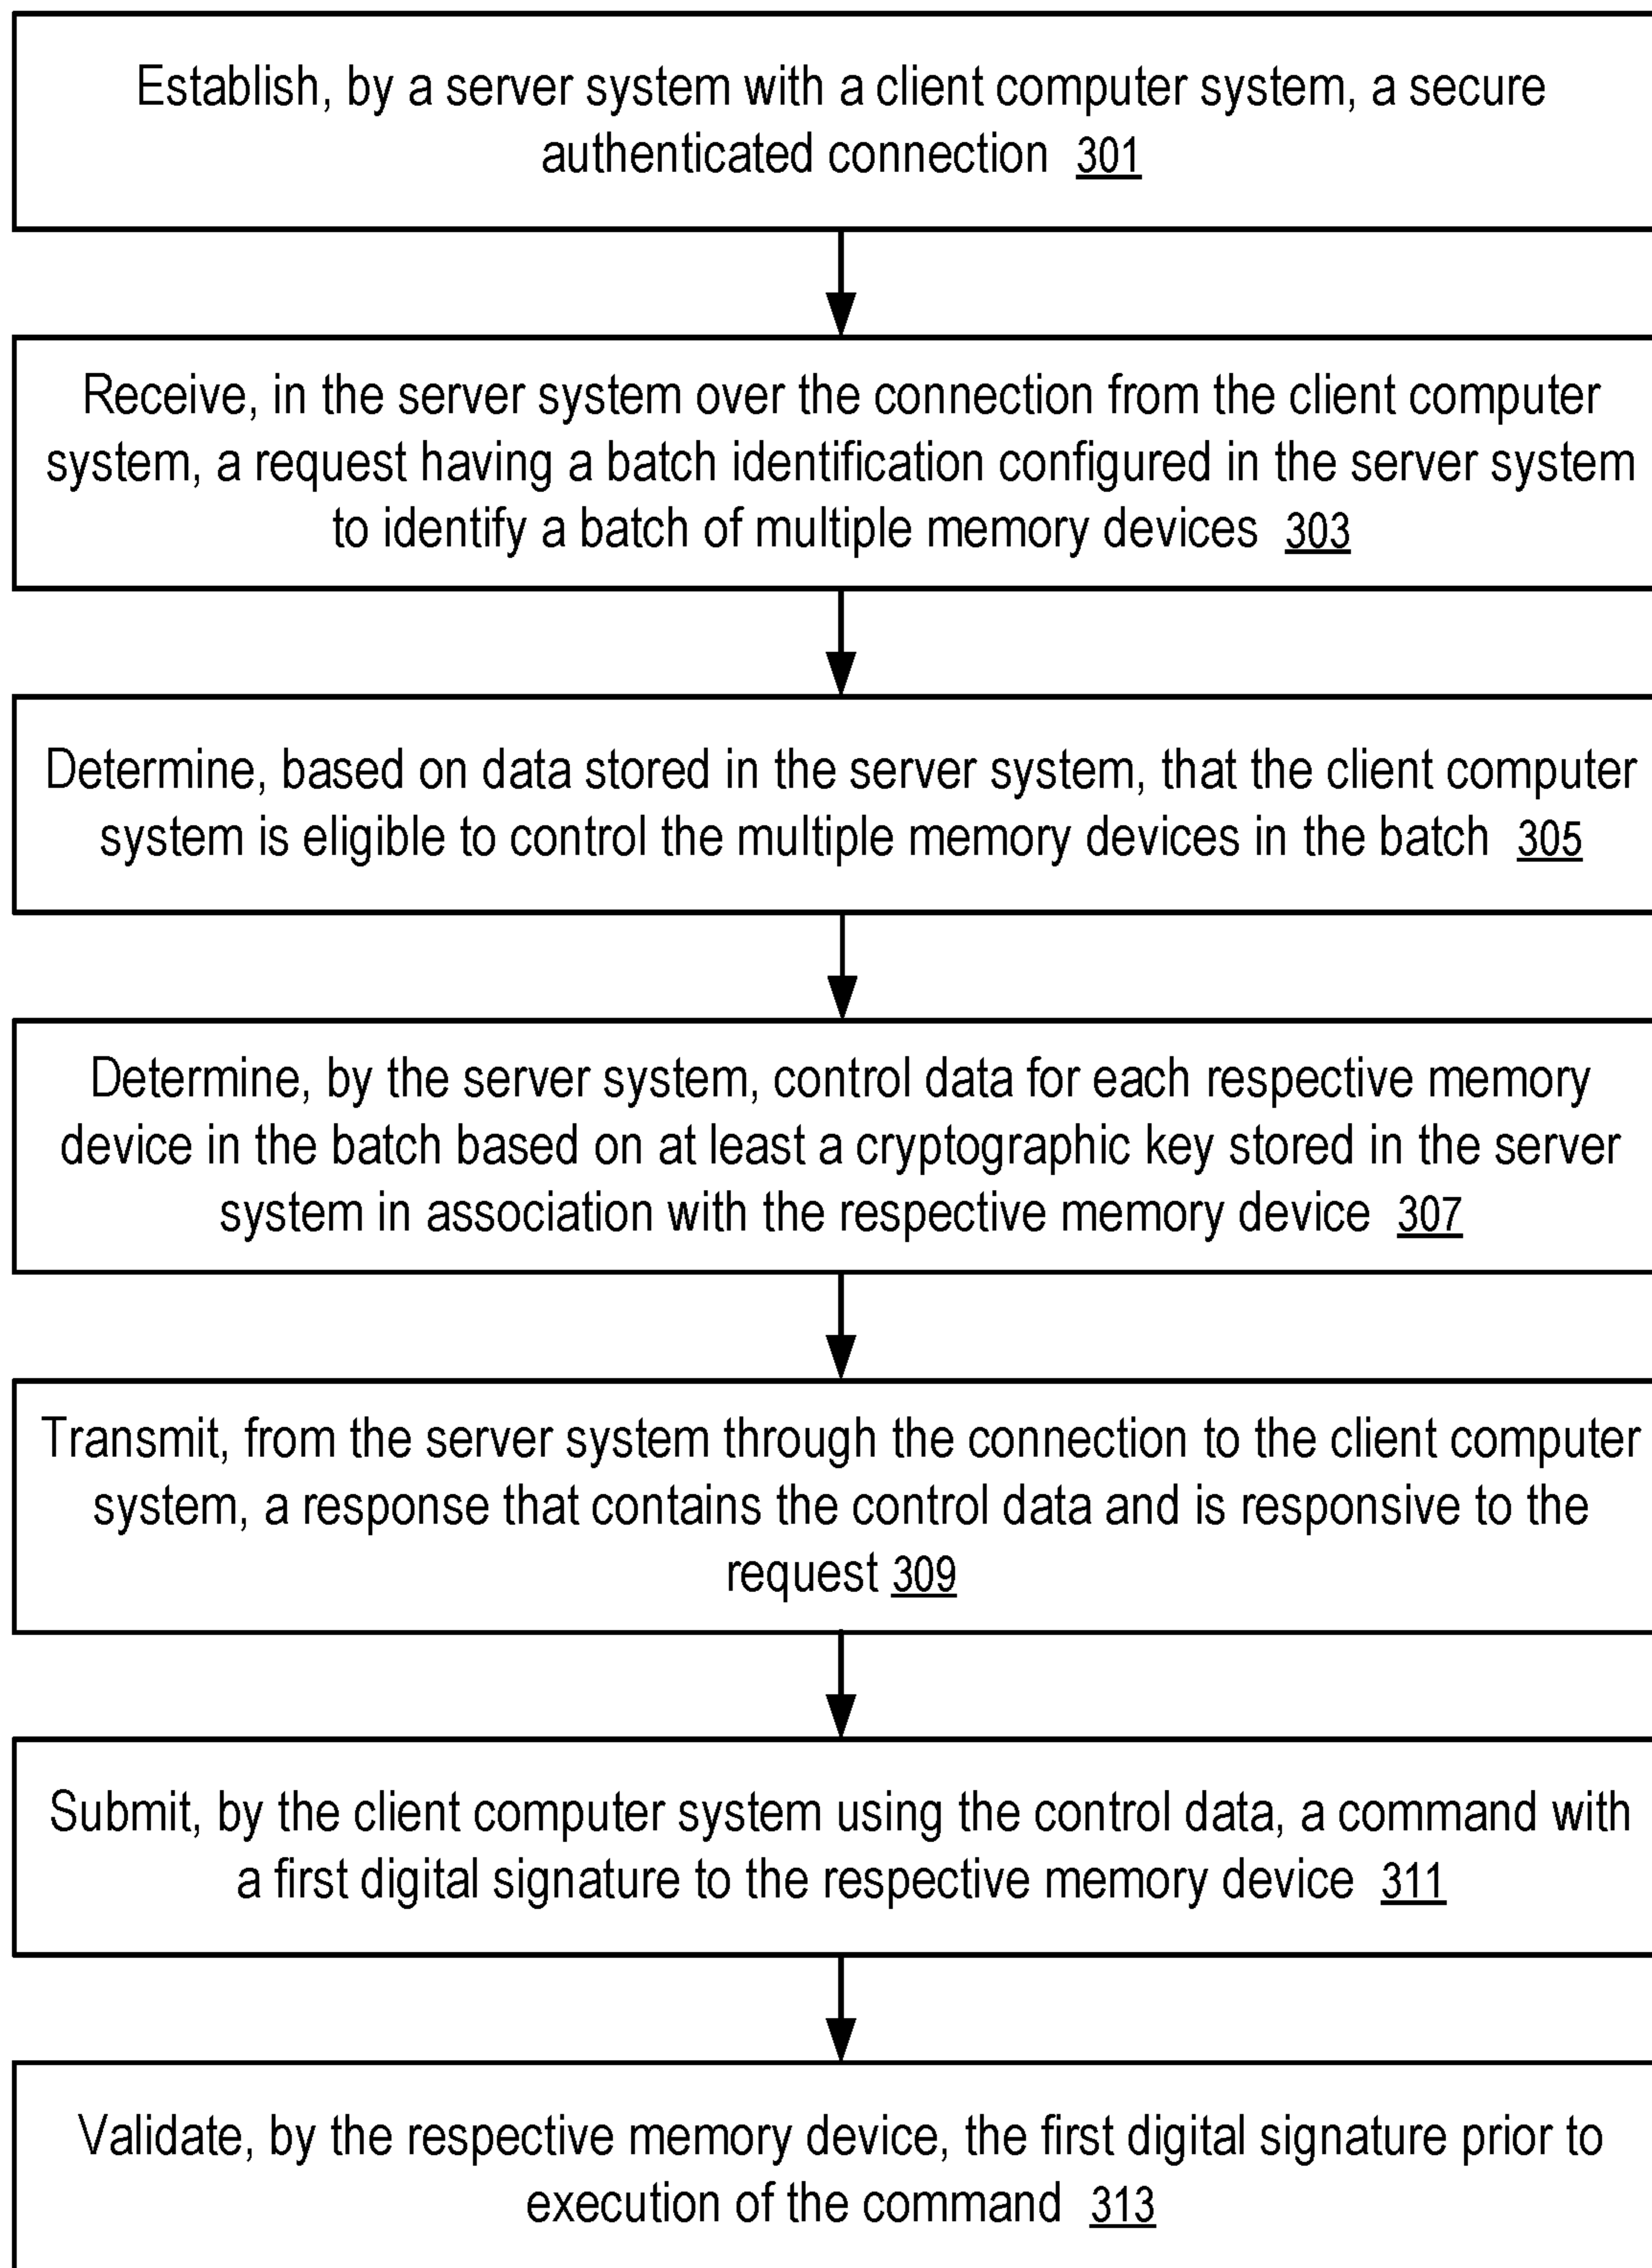 Establish, by a server system with a client computer system, a secure
authenticated connection 301
Receive, in the server system over the connection from the client computer
system, a request having a batch identification configured in the server system
to identify a batch of multiple memory devices 303
Determine, based on data stored in the server system, that the client computer
system is eligible to control the multiple memory devices in the batch 305
Determine, by the server system, control data for each respective memory
device in the batch based on at least a cryptographic key stored in the server
system in association with the respective memory device 307
Transmit, from the server system through the connection to the client computer
system, a response that contains the control data and is responsive to the
request 309
Submit, by the client computer system using the control data, a command with
a first digital signature to the respective memory device 311
Validate, by the respective memory device, the first digital signature prior to
execution of the command 313